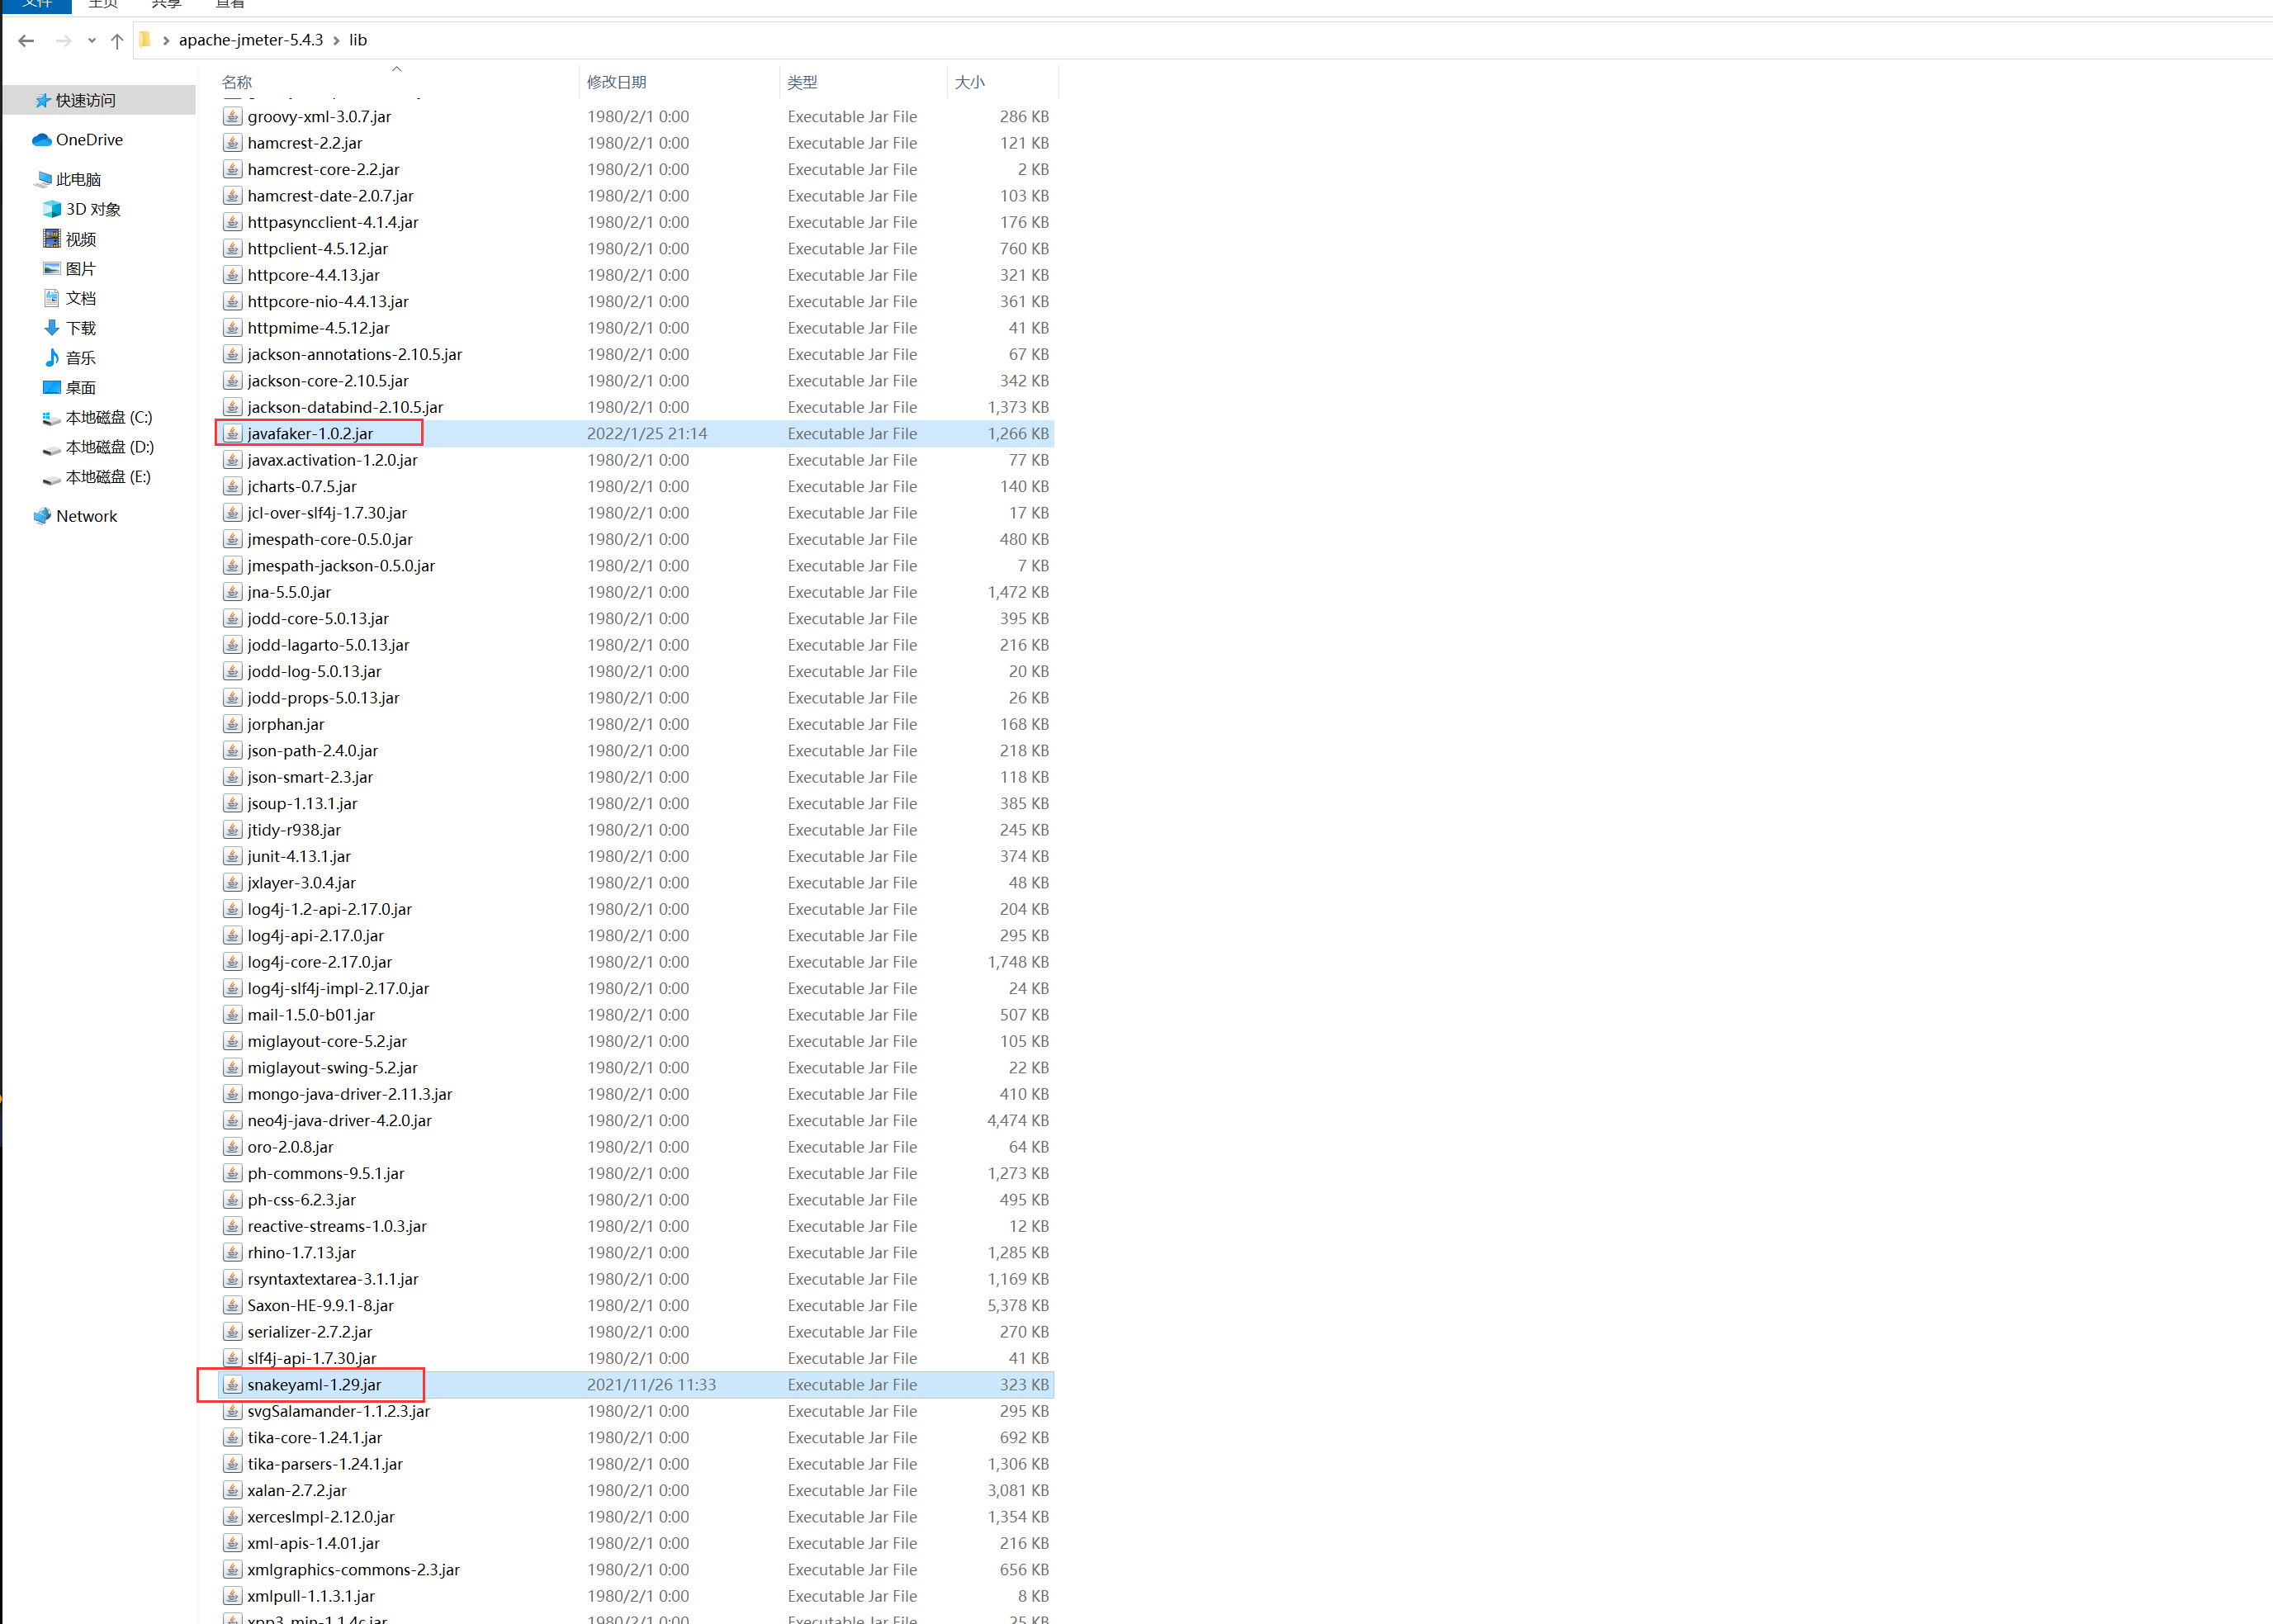 文件 主页 共享 查看
apache-jmeter-5.4.3 lib
名称 修改日期 类型 大小
快速访问
OneDrive
此电脑
3D 对象
视频
图片
文档
下载
音乐
桌面
本地磁盘 (C:)
本地磁盘 (D:)
本地磁盘 (E:)
Network
groovy-xml-3.0.7.jar 1980/2/1 0:00 Executable Jar File 286 KB
hamcrest-2.2.jar 1980/2/1 0:00 Executable Jar File 121 KB
hamcrest-core-2.2.jar 1980/2/1 0:00 Executable Jar File 2 KB
hamcrest-date-2.0.7.jar 1980/2/1 0:00 Executable Jar File 103 KB
httpasyncclient-4.1.4.jar 1980/2/1 0:00 Executable Jar File 176 KB
httpclient-4.5.12.jar 1980/2/1 0:00 Executable Jar File 760 KB
httpcore-4.4.13.jar 1980/2/1 0:00 Executable Jar File 321 KB
httpcore-nio-4.4.13.jar 1980/2/1 0:00 Executable Jar File 361 KB
httpmime-4.5.12.jar 1980/2/1 0:00 Executable Jar File 41 KB
jackson-annotations-2.10.5.jar 1980/2/1 0:00 Executable Jar File 67 KB
jackson-core-2.10.5.jar 1980/2/1 0:00 Executable Jar File 342 KB
jackson-databind-2.10.5.jar 1980/2/1 0:00 Executable Jar File 1,373 KB
javafaker-1.0.2.jar 2022/1/25 21:14 Executable Jar File 1,266 KB
javax.activation-1.2.0.jar 1980/2/1 0:00 Executable Jar File 77 KB
jcharts-0.7.5.jar 1980/2/1 0:00 Executable Jar File 140 KB
jcl-over-slf4j-1.7.30.jar 1980/2/1 0:00 Executable Jar File 17 KB
jmespath-core-0.5.0.jar 1980/2/1 0:00 Executable Jar File 480 KB
jmespath-jackson-0.5.0.jar 1980/2/1 0:00 Executable Jar File 7 KB
jna-5.5.0.jar 1980/2/1 0:00 Executable Jar File 1,472 KB
jodd-core-5.0.13.jar 1980/2/1 0:00 Executable Jar File 395 KB
jodd-lagarto-5.0.13.jar 1980/2/1 0:00 Executable Jar File 216 KB
jodd-log-5.0.13.jar 1980/2/1 0:00 Executable Jar File 20 KB
jodd-props-5.0.13.jar 1980/2/1 0:00 Executable Jar File 26 KB
jorphan.jar 1980/2/1 0:00 Executable Jar File 168 KB
json-path-2.4.0.jar 1980/2/1 0:00 Executable Jar File 218 KB
json-smart-2.3.jar 1980/2/1 0:00 Executable Jar File 118 KB
jsoup-1.13.1.jar 1980/2/1 0:00 Executable Jar File 385 KB
jtidy-r938.jar 1980/2/1 0:00 Executable Jar File 245 KB
junit-4.13.1.jar 1980/2/1 0:00 Executable Jar File 374 KB
jxlayer-3.0.4.jar 1980/2/1 0:00 Executable Jar File 48 KB
log4j-1.2-api-2.17.0.jar 1980/2/1 0:00 Executable Jar File 204 KB
log4j-api-2.17.0.jar 1980/2/1 0:00 Executable Jar File 295 KB
log4j-core-2.17.0.jar 1980/2/1 0:00 Executable Jar File 1,748 KB
log4j-slf4j-impl-2.17.0.jar 1980/2/1 0:00 Executable Jar File 24 KB
mail-1.5.0-b01.jar 1980/2/1 0:00 Executable Jar File 507 KB
miglayout-core-5.2.jar 1980/2/1 0:00 Executable Jar File 105 KB
miglayout-swing-5.2.jar 1980/2/1 0:00 Executable Jar File 22 KB
mongo-java-driver-2.11.3.jar 1980/2/1 0:00 Executable Jar File 410 KB
neo4j-java-driver-4.2.0.jar 1980/2/1 0:00 Executable Jar File 4,474 KB
oro-2.0.8.jar 1980/2/1 0:00 Executable Jar File 64 KB
ph-commons-9.5.1.jar 1980/2/1 0:00 Executable Jar File 1,273 KB
ph-css-6.2.3.jar 1980/2/1 0:00 Executable Jar File 495 KB
reactive-streams-1.0.3.jar 1980/2/1 0:00 Executable Jar File 12 KB
rhino-1.7.13.jar 1980/2/1 0:00 Executable Jar File 1,285 KB
rsyntaxtextarea-3.1.1.jar 1980/2/1 0:00 Executable Jar File 1,169 KB
Saxon-HE-9.9.1-8.jar 1980/2/1 0:00 Executable Jar File 5,378 KB
serializer-2.7.2.jar 1980/2/1 0:00 Executable Jar File 270 KB
slf4j-api-1.7.30.jar 1980/2/1 0:00 Executable Jar File 41 KB
snakeyaml-1.29.jar 2021/11/26 11:33 Executable Jar File 323 KB
svgSalamander-1.1.2.3.jar 1980/2/1 0:00 Executable Jar File 295 KB
tika-core-1.24.1.jar 1980/2/1 0:00 Executable Jar File 692 KB
tika-parsers-1.24.1.jar 1980/2/1 0:00 Executable Jar File 1,306 KB
xalan-2.7.2.jar 1980/2/1 0:00 Executable Jar File 3,081 KB
xercesImpl-2.12.0.jar 1980/2/1 0:00 Executable Jar File 1,354 KB
xml-apis-1.4.01.jar 1980/2/1 0:00 Executable Jar File 216 KB
xmlgraphics-commons-2.3.jar 1980/2/1 0:00 Executable Jar File 656 KB
xmlpull-1.1.3.1.jar 1980/2/1 0:00 Executable Jar File 8 KB
xpp3_min-1.1.4c.jar 1980/2/1 0:00 Executable Jar File 25 KB